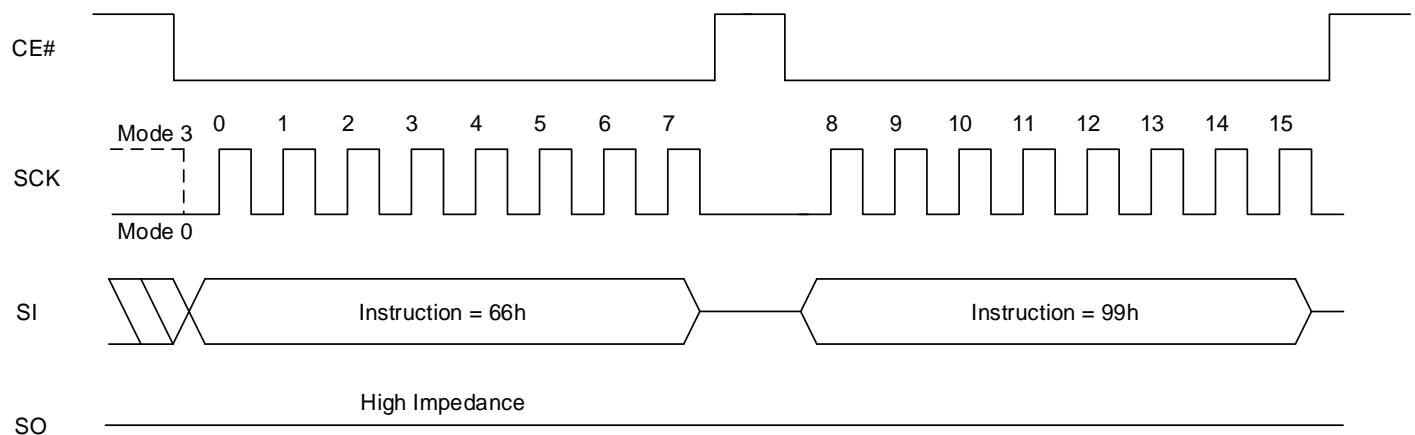 CE#
Mode 3
0 1 2 3 4 5 6 7 8 9 10 11 12 13 14 15
SCK
Mode 0
SI
Instruction = 66h
Instruction = 99h
High Impedance
SO